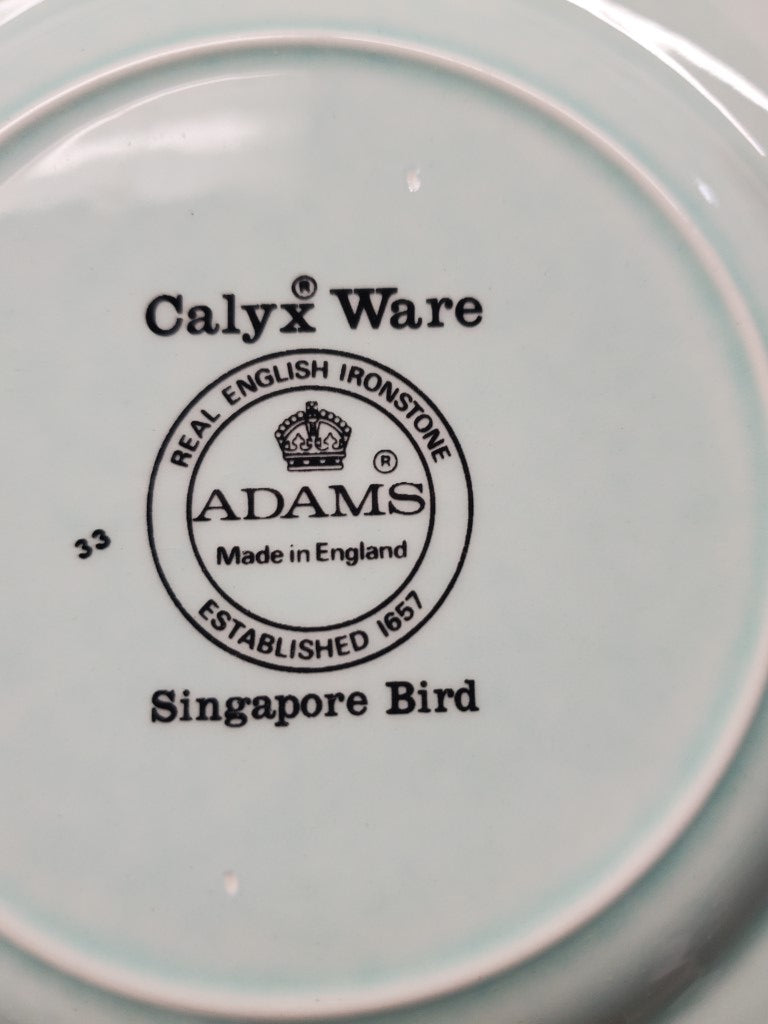 Calyx® Ware
REAL ENGLISH IRONSTONE
®
ADAMS
Made in England
ESTABLISHED 1657
33
Singapore Bird